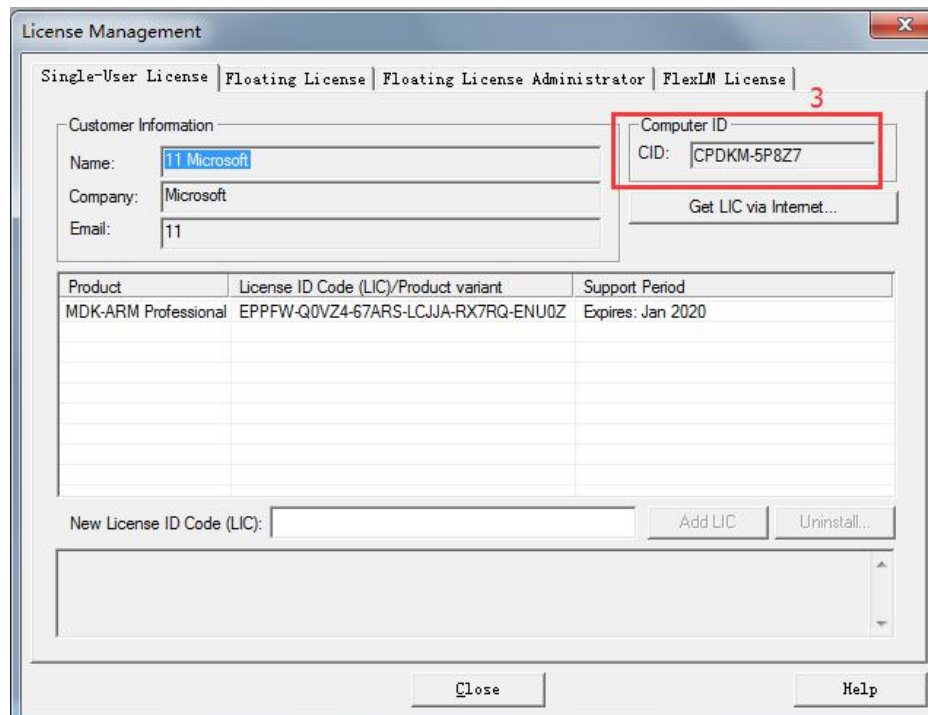 License Management
Single-User License Floating License Floating License Administrator FlexLM License
3
Customer Information
Name: 11 Microsoft
Company: Microsoft
Email: 11
Computer ID
CID: CPDKM-5P8Z7
Get LIC via Internet...
Product License ID Code (LIC)/Product variant Support Period
MDK-ARM Professional EPPFW-Q0VZ4-67ARS-LCJJA-RX7RQ-ENU0Z Expires: Jan 2020
New License ID Code (LIC): Add LIC Uninstall...
Close Help